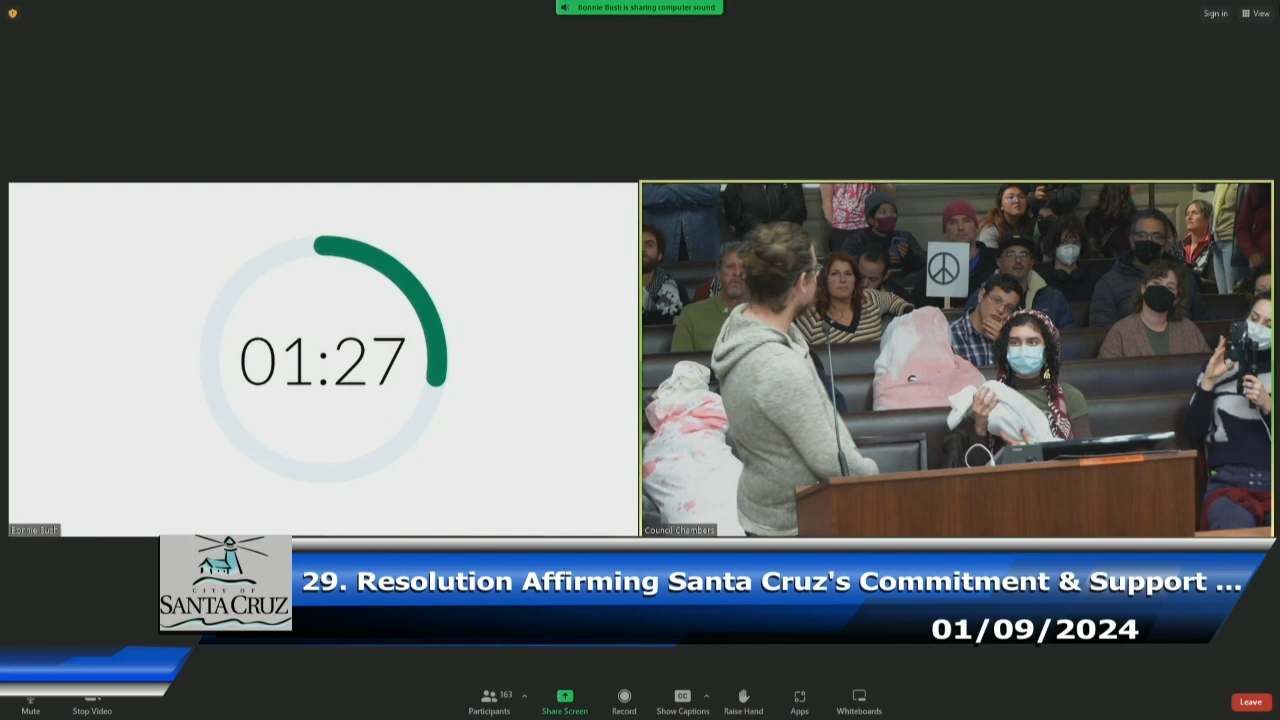 Bonnie Bush is sharing computer sound
Sign in
View
01:27
Bonnie Bush
Council Chambers
CITY OF
SANTA CRUZ
29. Resolution Affirming Santa Cruz's Commitment & Support ...
01/09/2024
Mute
Stop Video
Participants
163
Share Screen
CC
Record
Show Captions
Raise Hand
Apps
Whiteboards
Leave